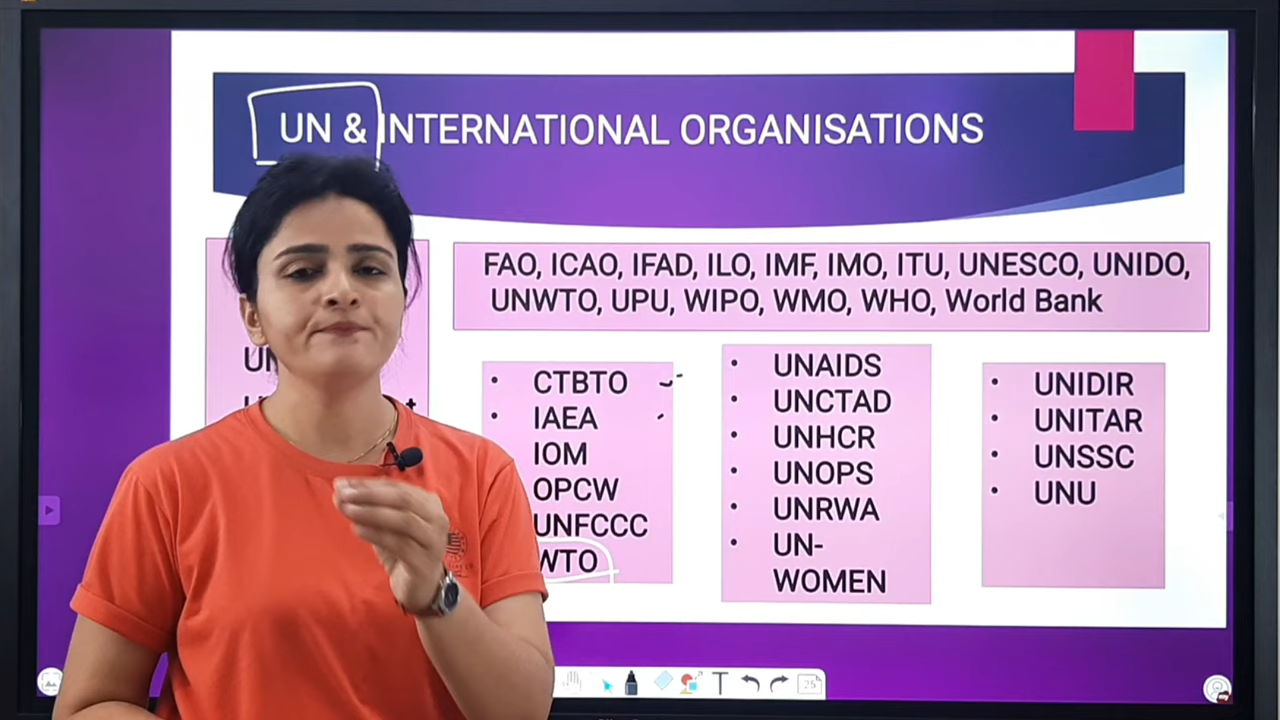 UN & INTERNATIONAL ORGANISATIONS
FAO, ICAO, IFAD, ILO, IMF, IMO, ITU, UNESCO, UNIDO,
UNWTO, UPU, WIPO, WMO, WHO, World Bank
• CTBTO
• IAEA
IOM
OPCW
UNFCCC
WTO
• UNAIDS
• UNCTAD
• UNHCR
• UNOPS
• UNRWA
• UN-
WOMEN
• UNIDIR
• UNITAR
• UNSSC
• UNU